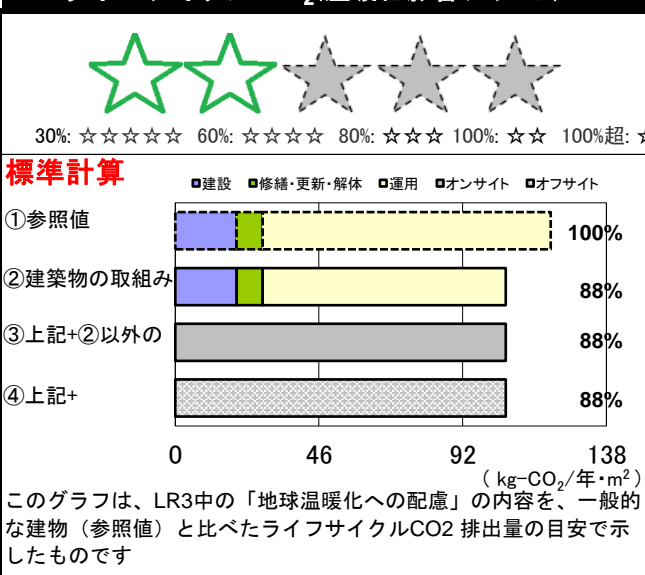 30%: ☆☆☆☆☆ 60%: ☆☆☆☆ 80%: ☆☆☆ 100%: ☆☆ 100%超: ☆
標準計算
■建設 ■修繕・更新・解体 ■運用 ■オンサイト ■オフサイト
①参照値 100%
②建築物の取組み 88%
③上記+②以外の 88%
④上記+ 88%
0 46 92 138
( kg-CO₂/年・m² )
このグラフは、LR3中の「地球温暖化への配慮」の内容を、一般的
な建物（参照値）と比べたライフサイクルCO2 排出量の目安で示
したものです